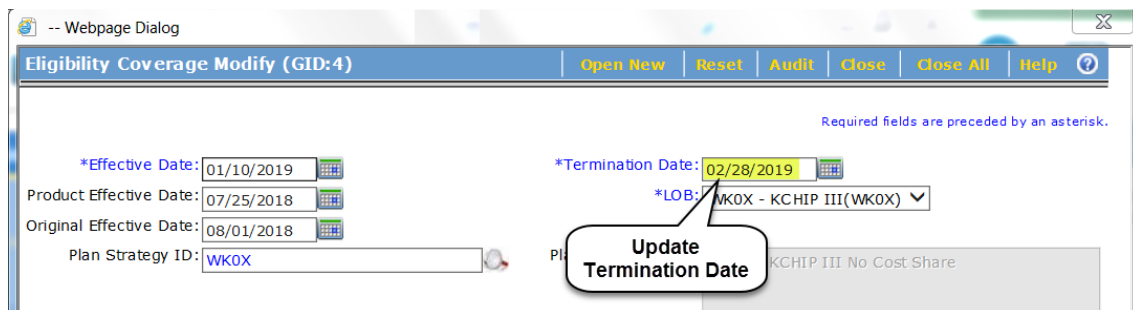 -- Webpage Dialog
Eligibility Coverage Modify (GID:4) Open New Reset Audit Close Close All Help ?
Required fields are preceded by an asterisk.
*Effective Date: 01/10/2019 *Termination Date: 02/28/2019
Product Effective Date: 07/25/2018 *LOB: WK0X - KCHIP III(WK0X)
Original Effective Date: 08/01/2018
Plan Strategy ID: WK0X KCHIP III No Cost Share
Update
Termination Date